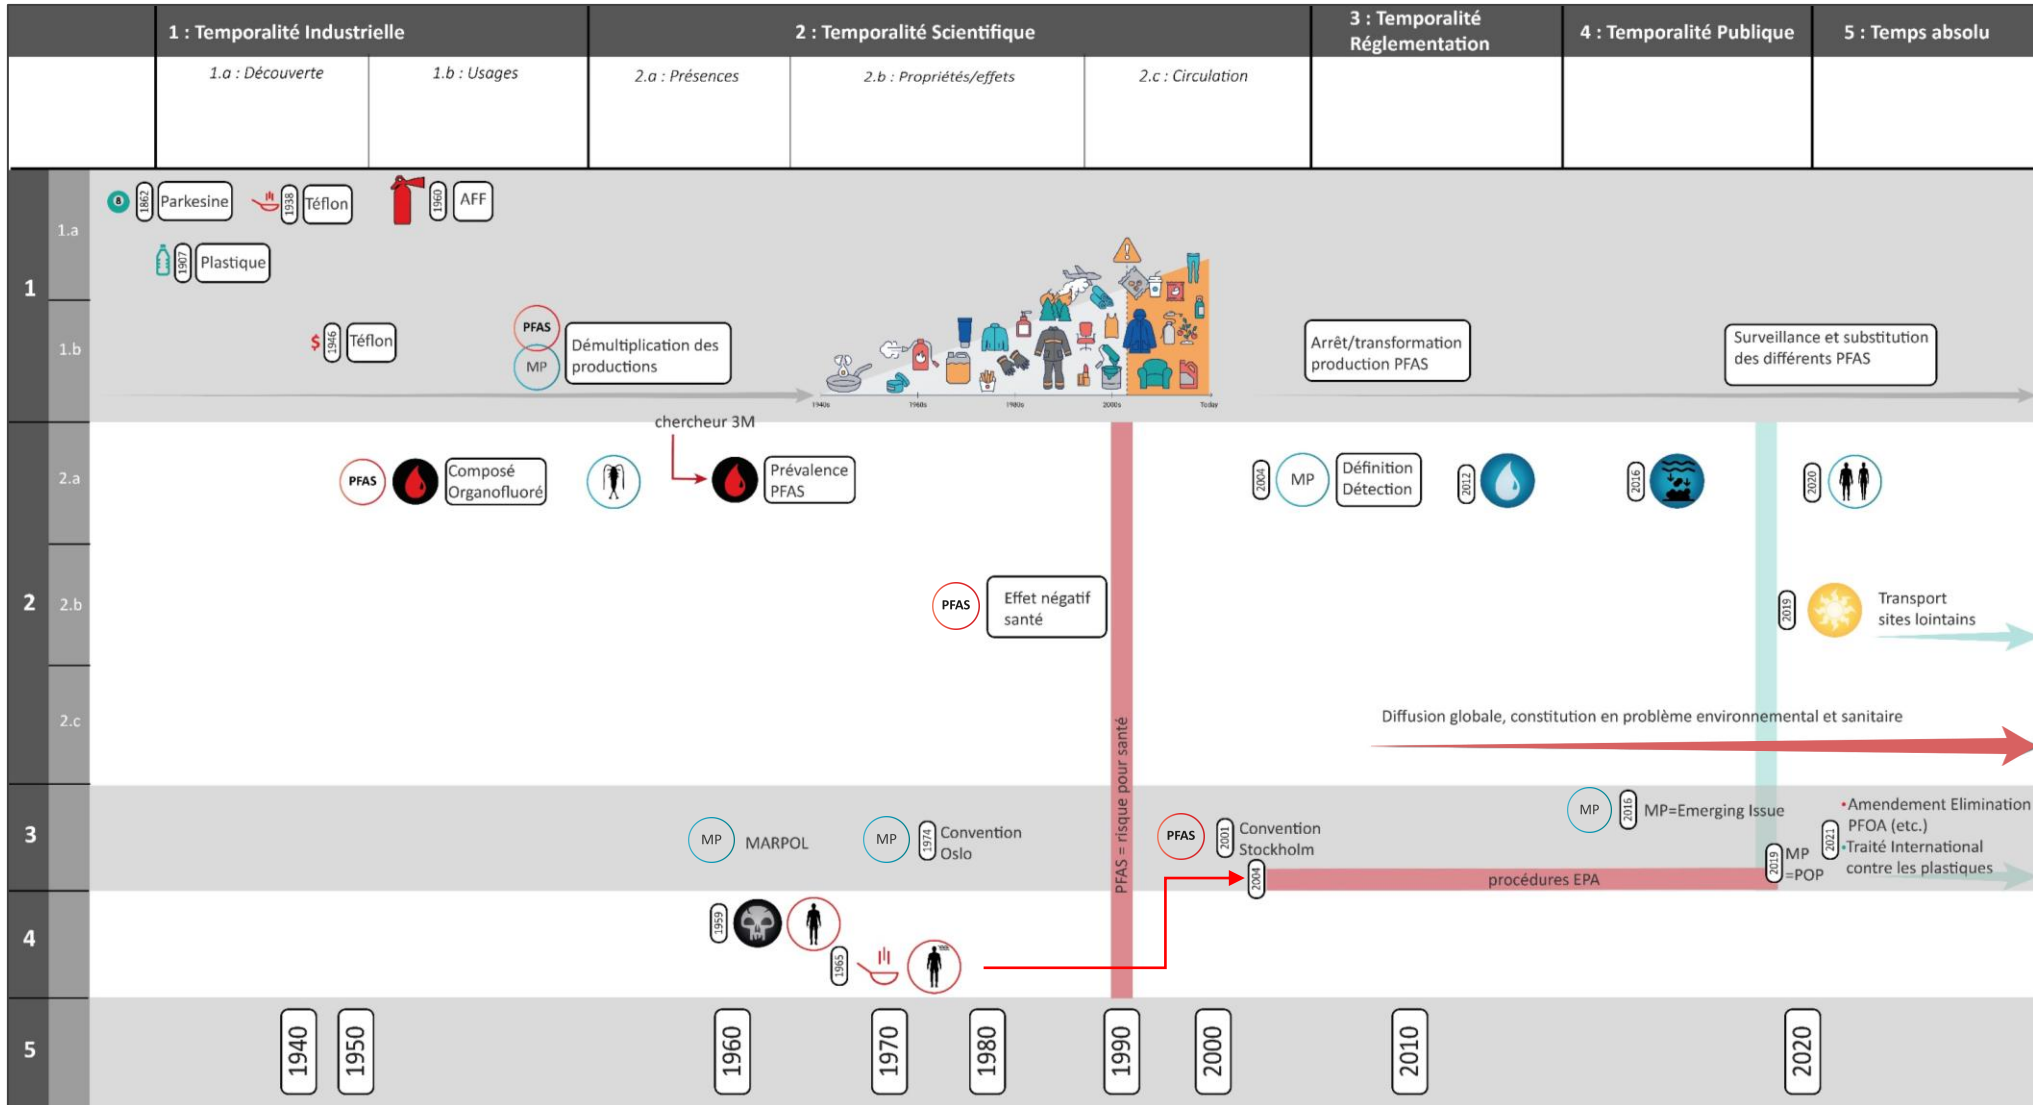 1 : Temporalité Industrielle
2 : Temporalité Scientifique
3 : Temporalité
Réglementation
4 : Temporalité Publique
5 : Temps absolu
1.a : Découverte
1.b : Usages
2.a : Présences
2.b : Propriétés/effets
2.c : Circulation
1
1.a
8
1862
Parkesine
1938
Téflon
1960
AFF
1907
Plastique
1.b
$
1946
Téflon
PFAS
MP
Démultiplication des
productions
1940s
1960s
1980s
2000s
Today
Arrêt/transformation
production PFAS
Surveillance et substitution
des différents PFAS
2
2.a
chercheur 3M
PFAS
Composé
Organofluoré
Prévalence
PFAS
2004
MP
Définition
Détection
2012
2016
2020
2.b
PFAS
Effet négatif
santé
2019
Transport
sites lointains
2.c
Diffusion globale, constitution en problème environnemental et sanitaire
PFAS = risque pour santé
3
MP
MARPOL
MP
1974
Convention
Oslo
PFAS
2001
Convention
Stockholm
2004
procédures EPA
MP
2016
MP=Emerging Issue
2019
MP
=POP
2021
•Amendement Elimination
PFOA (etc.)
•Traité International
contre les plastiques
4
1959
1965
5
1940
1950
1960
1970
1980
1990
2000
2010
2020